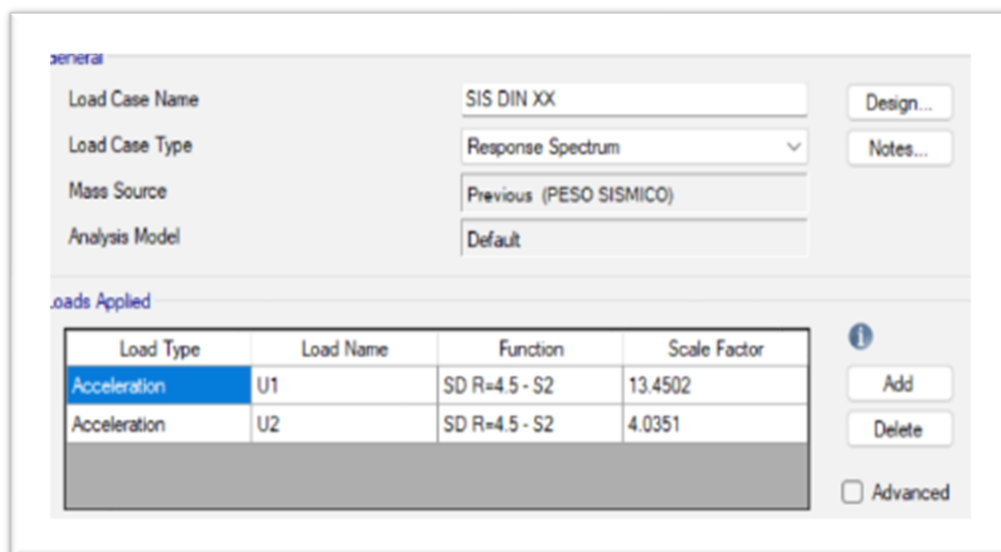 General
Load Case Name SIS DIN XX Design...
Load Case Type Response Spectrum Notes...
Mass Source Previous (PESO SISMICO)
Analysis Model Default
Loads Applied
Load Type Load Name Function Scale Factor
Acceleration U1 SD R=4.5 - S2 13.4502 Add
Acceleration U2 SD R=4.5 - S2 4.0351 Delete
Advanced